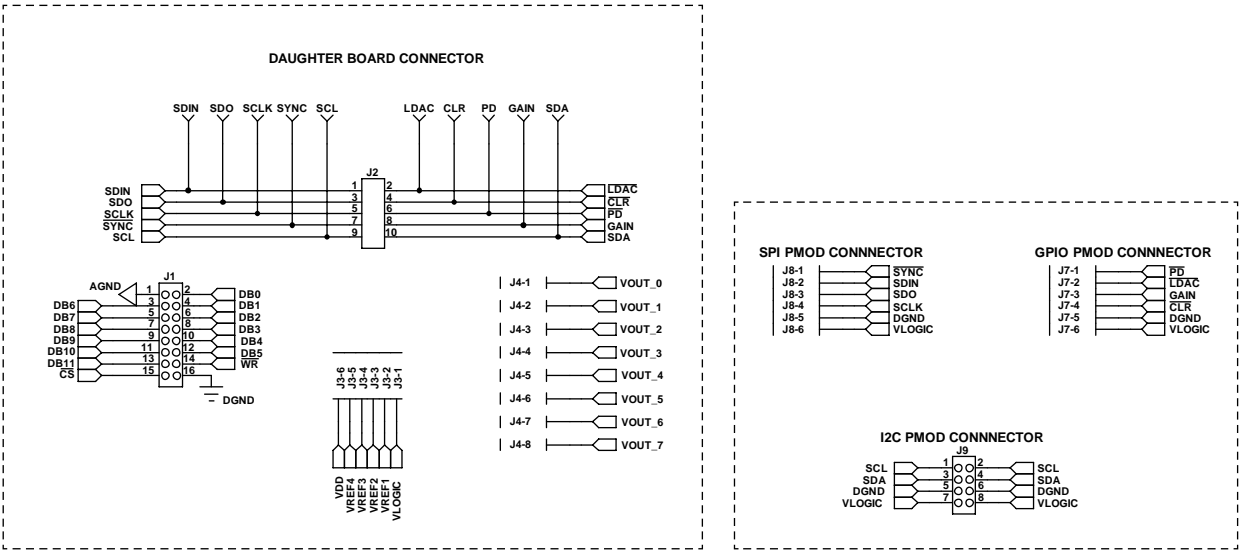 DAUGHTER BOARD CONNECTOR
SDIN SDO SCLK SYNC SCL LDAC CLR PD GAIN SDA
J2
SDIN 1 2 LDAC
SDO 3 4 CLR
SCLK 5 6 PD
SYNC 7 8 GAIN
SCL 9 10 SDA
J1
AGND 1 2 DB0
DB6 3 4 DB1
DB7 5 6 DB2
DB8 7 8 DB3
DB9 9 10 DB4
DB10 11 12 DB5
DB11 13 14 WR
CS 15 16
DGND
J3-6 J3-5 J3-4 J3-3 J3-2 J3-1
VDD VREF4 VREF3 VREF2 VREF1 VLOGIC
J4-1 VOUT_0
J4-2 VOUT_1
J4-3 VOUT_2
J4-4 VOUT_3
J4-5 VOUT_4
J4-6 VOUT_5
J4-7 VOUT_6
J4-8 VOUT_7
SPI PMOD CONNNECTOR
J8-1 SYNC
J8-2 SDIN
J8-3 SDO
J8-4 SCLK
J8-5 DGND
J8-6 VLOGIC
GPIO PMOD CONNNECTOR
J7-1 PD
J7-2 LDAC
J7-3 GAIN
J7-4 CLR
J7-5 DGND
J7-6 VLOGIC
I2C PMOD CONNNECTOR
J9
SCL 1 2 SCL
SDA 3 4 SDA
DGND 5 6 DGND
VLOGIC 7 8 VLOGIC